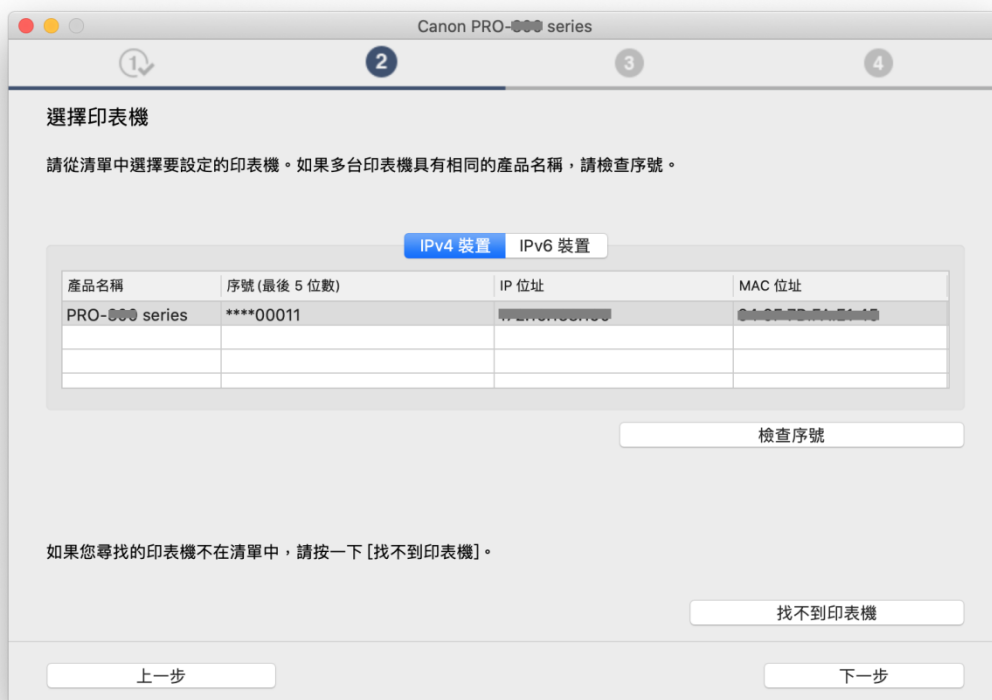 Canon PRO- series
1 2 3 4
選擇印表機
請從清單中選擇要設定的印表機。如果多台印表機具有相同的產品名稱，請檢查序號。
IPv4 裝置 IPv6 裝置
產品名稱 序號 (最後 5 位數) IP 位址 MAC 位址
PRO- series ****00011
檢查序號
如果您尋找的印表機不在清單中，請按一下 [找不到印表機]。
找不到印表機
上一步 下一步